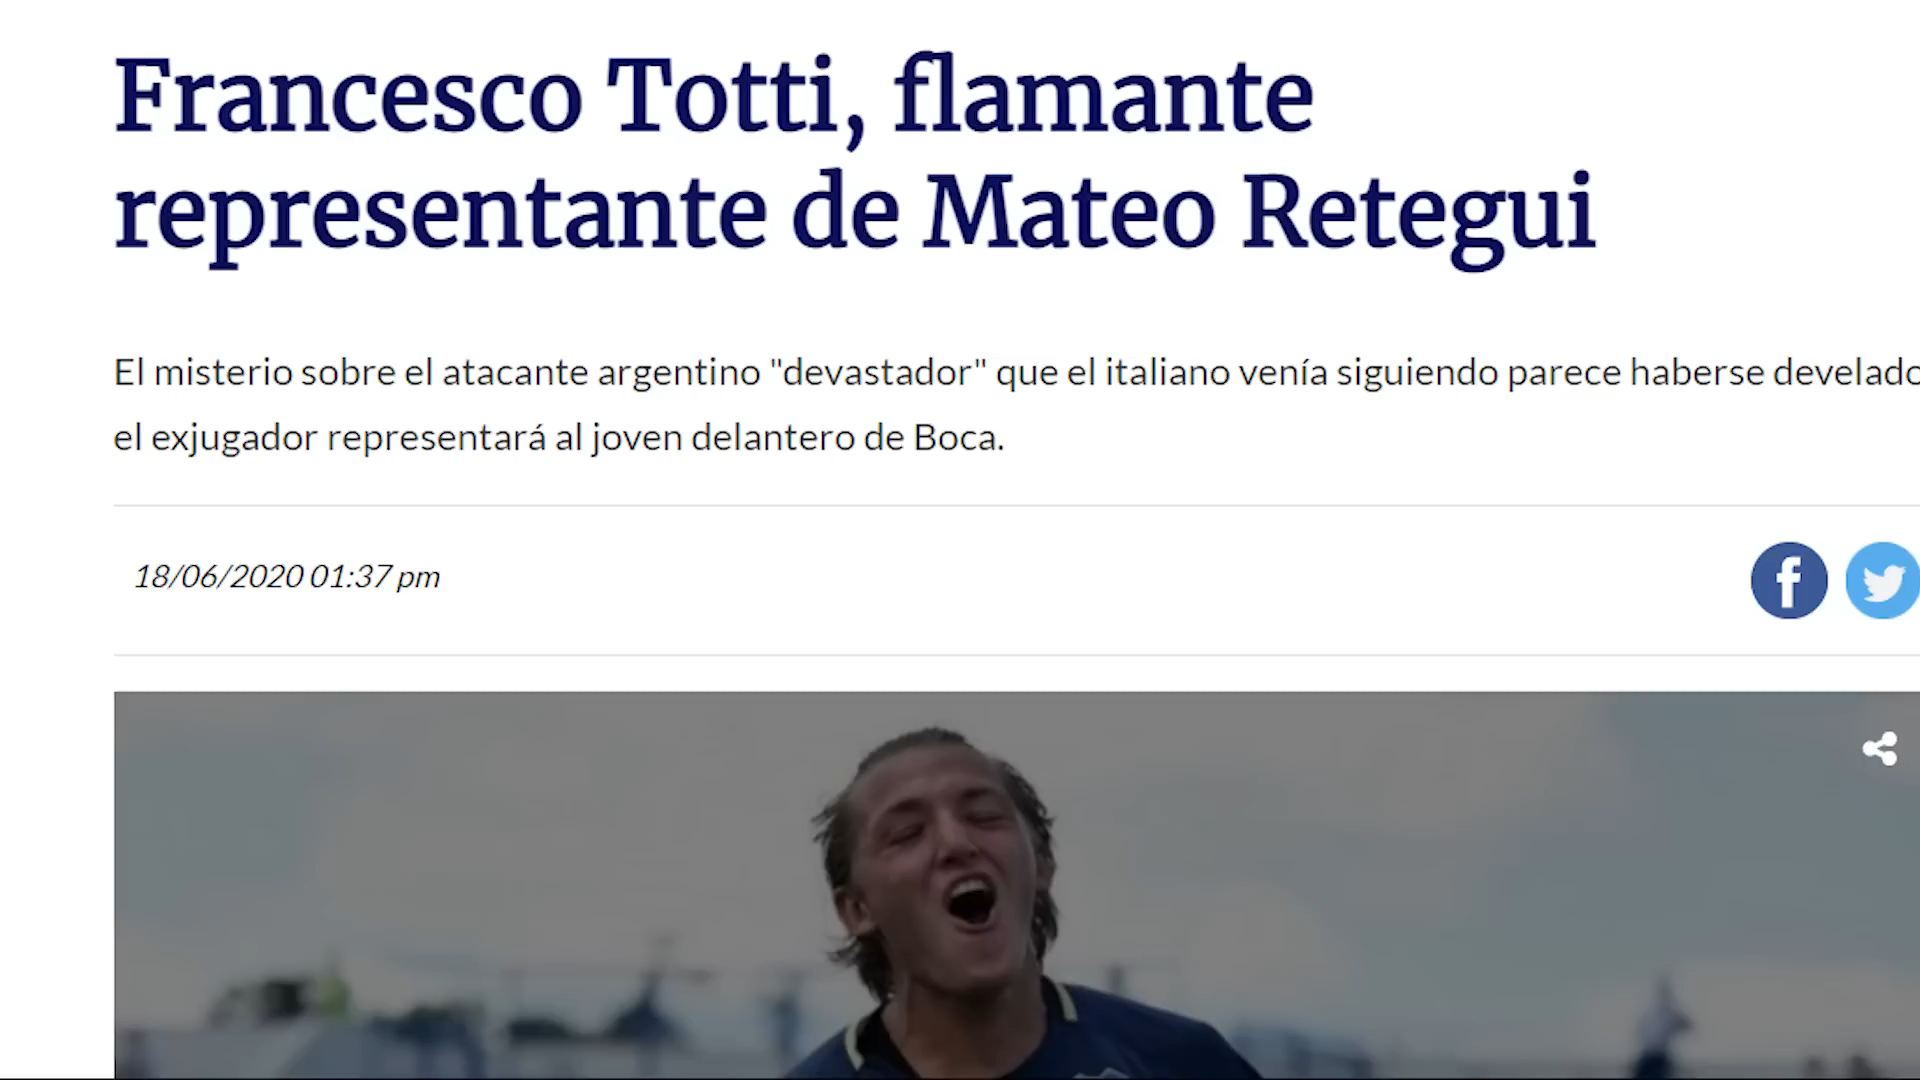 Francesco Totti, flamante
representante de Mateo Retegui
El misterio sobre el atacante argentino "devastador" que el italiano venía siguiendo parece haberse develado
el exjugador representará al joven delantero de Boca.
18/06/2020 01:37 pm